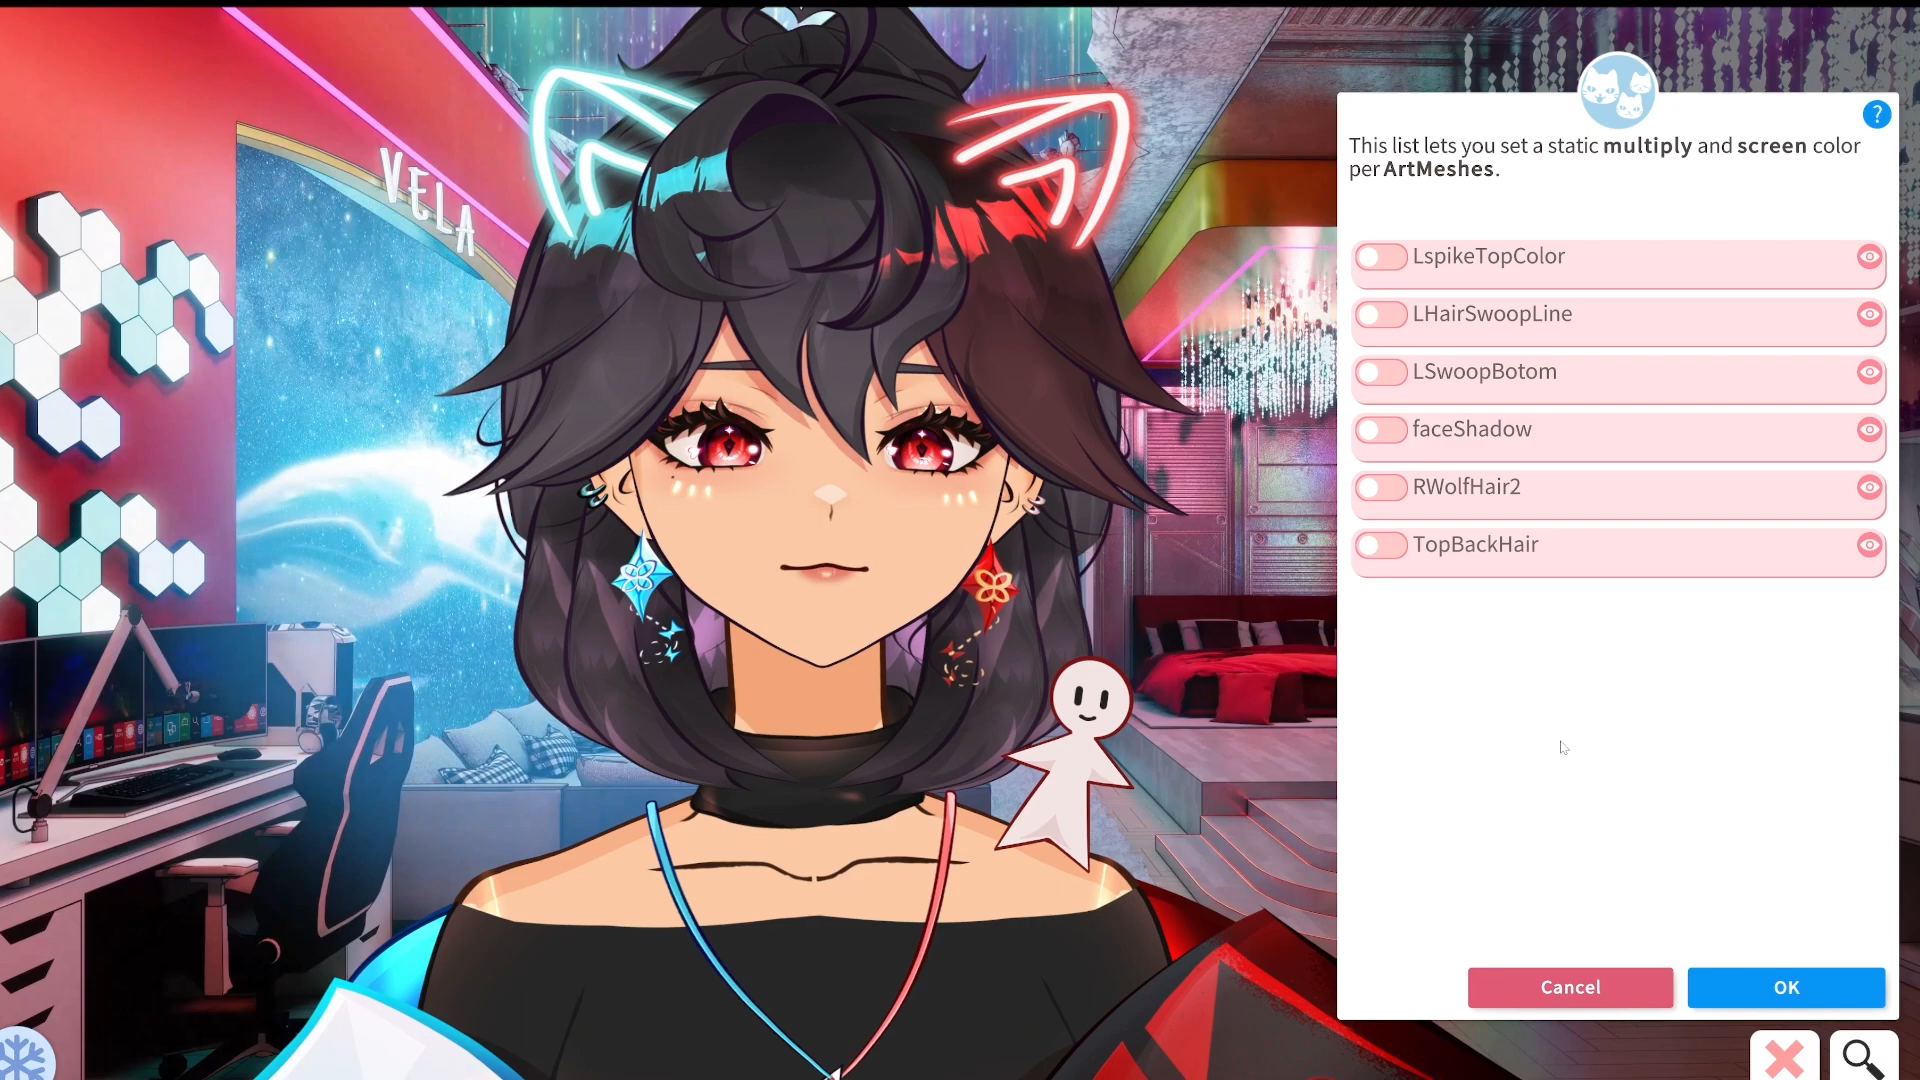 VELA
?
This list lets you set a static multiply and screen color
per ArtMeshes.
LspikeTopColor
LHairSwoopLine
LSwoopBotom
faceShadow
RWolfHair2
TopBackHair
Cancel
OK